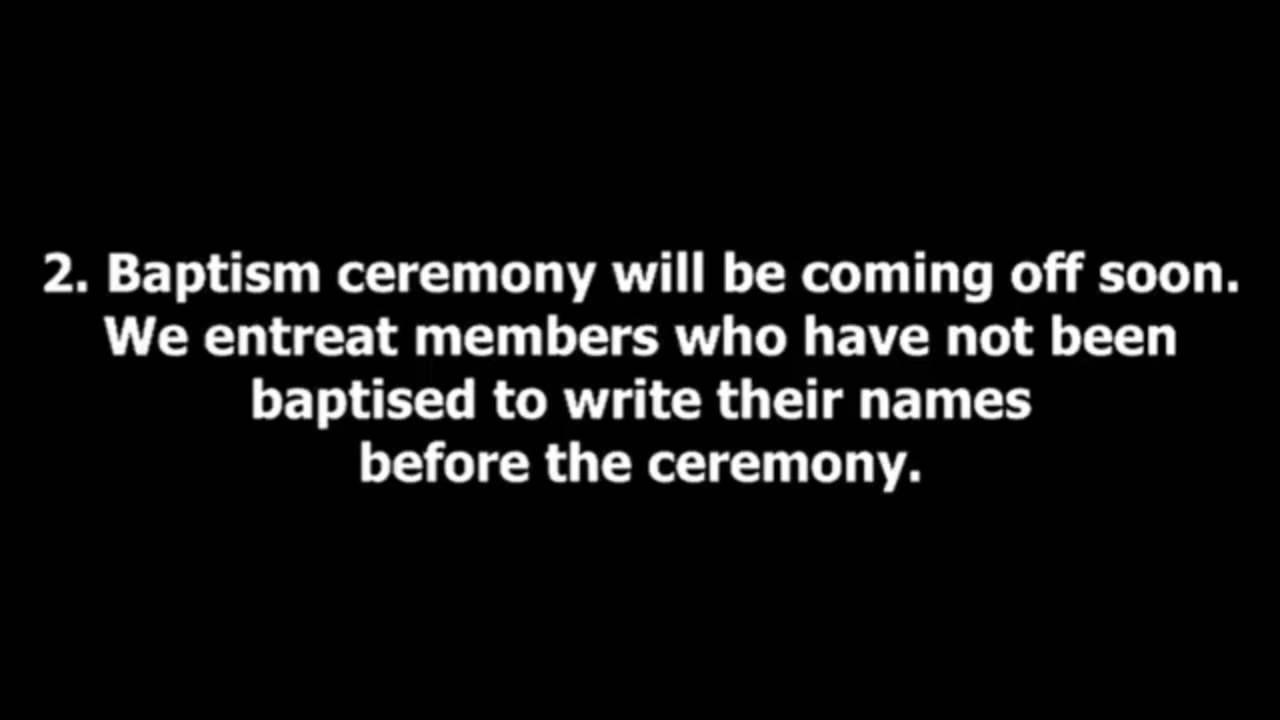 2. Baptism ceremony will be coming off soon.
We entreat members who have not been
baptised to write their names
before the ceremony.